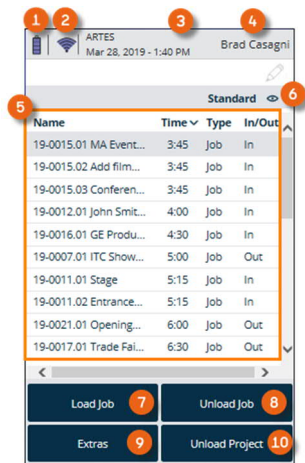 1 2 3 4
ARTES
Mar 28, 2019 - 1:40 PM Brad Casagni
5 Standard 6
Name Time Type In/Out
19-0015.01 MA Event... 3:45 Job In
19-0015.02 Add film... 3:45 Job In
19-0015.03 Conferen... 3:45 Job In
19-0012.01 John Smit... 4:00 Job In
19-0016.01 GE Produ... 4:30 Job In
19-0007.01 ITC Show... 5:00 Job Out
19-0011.01 Stage 5:15 Job In
19-0011.02 Entrance... 5:15 Job In
19-0021.01 Opening... 6:00 Job Out
19-0017.01 Trade Fai... 6:30 Job Out
Load Job 7 Unload Job 8
Extras 9 Unload Project 10